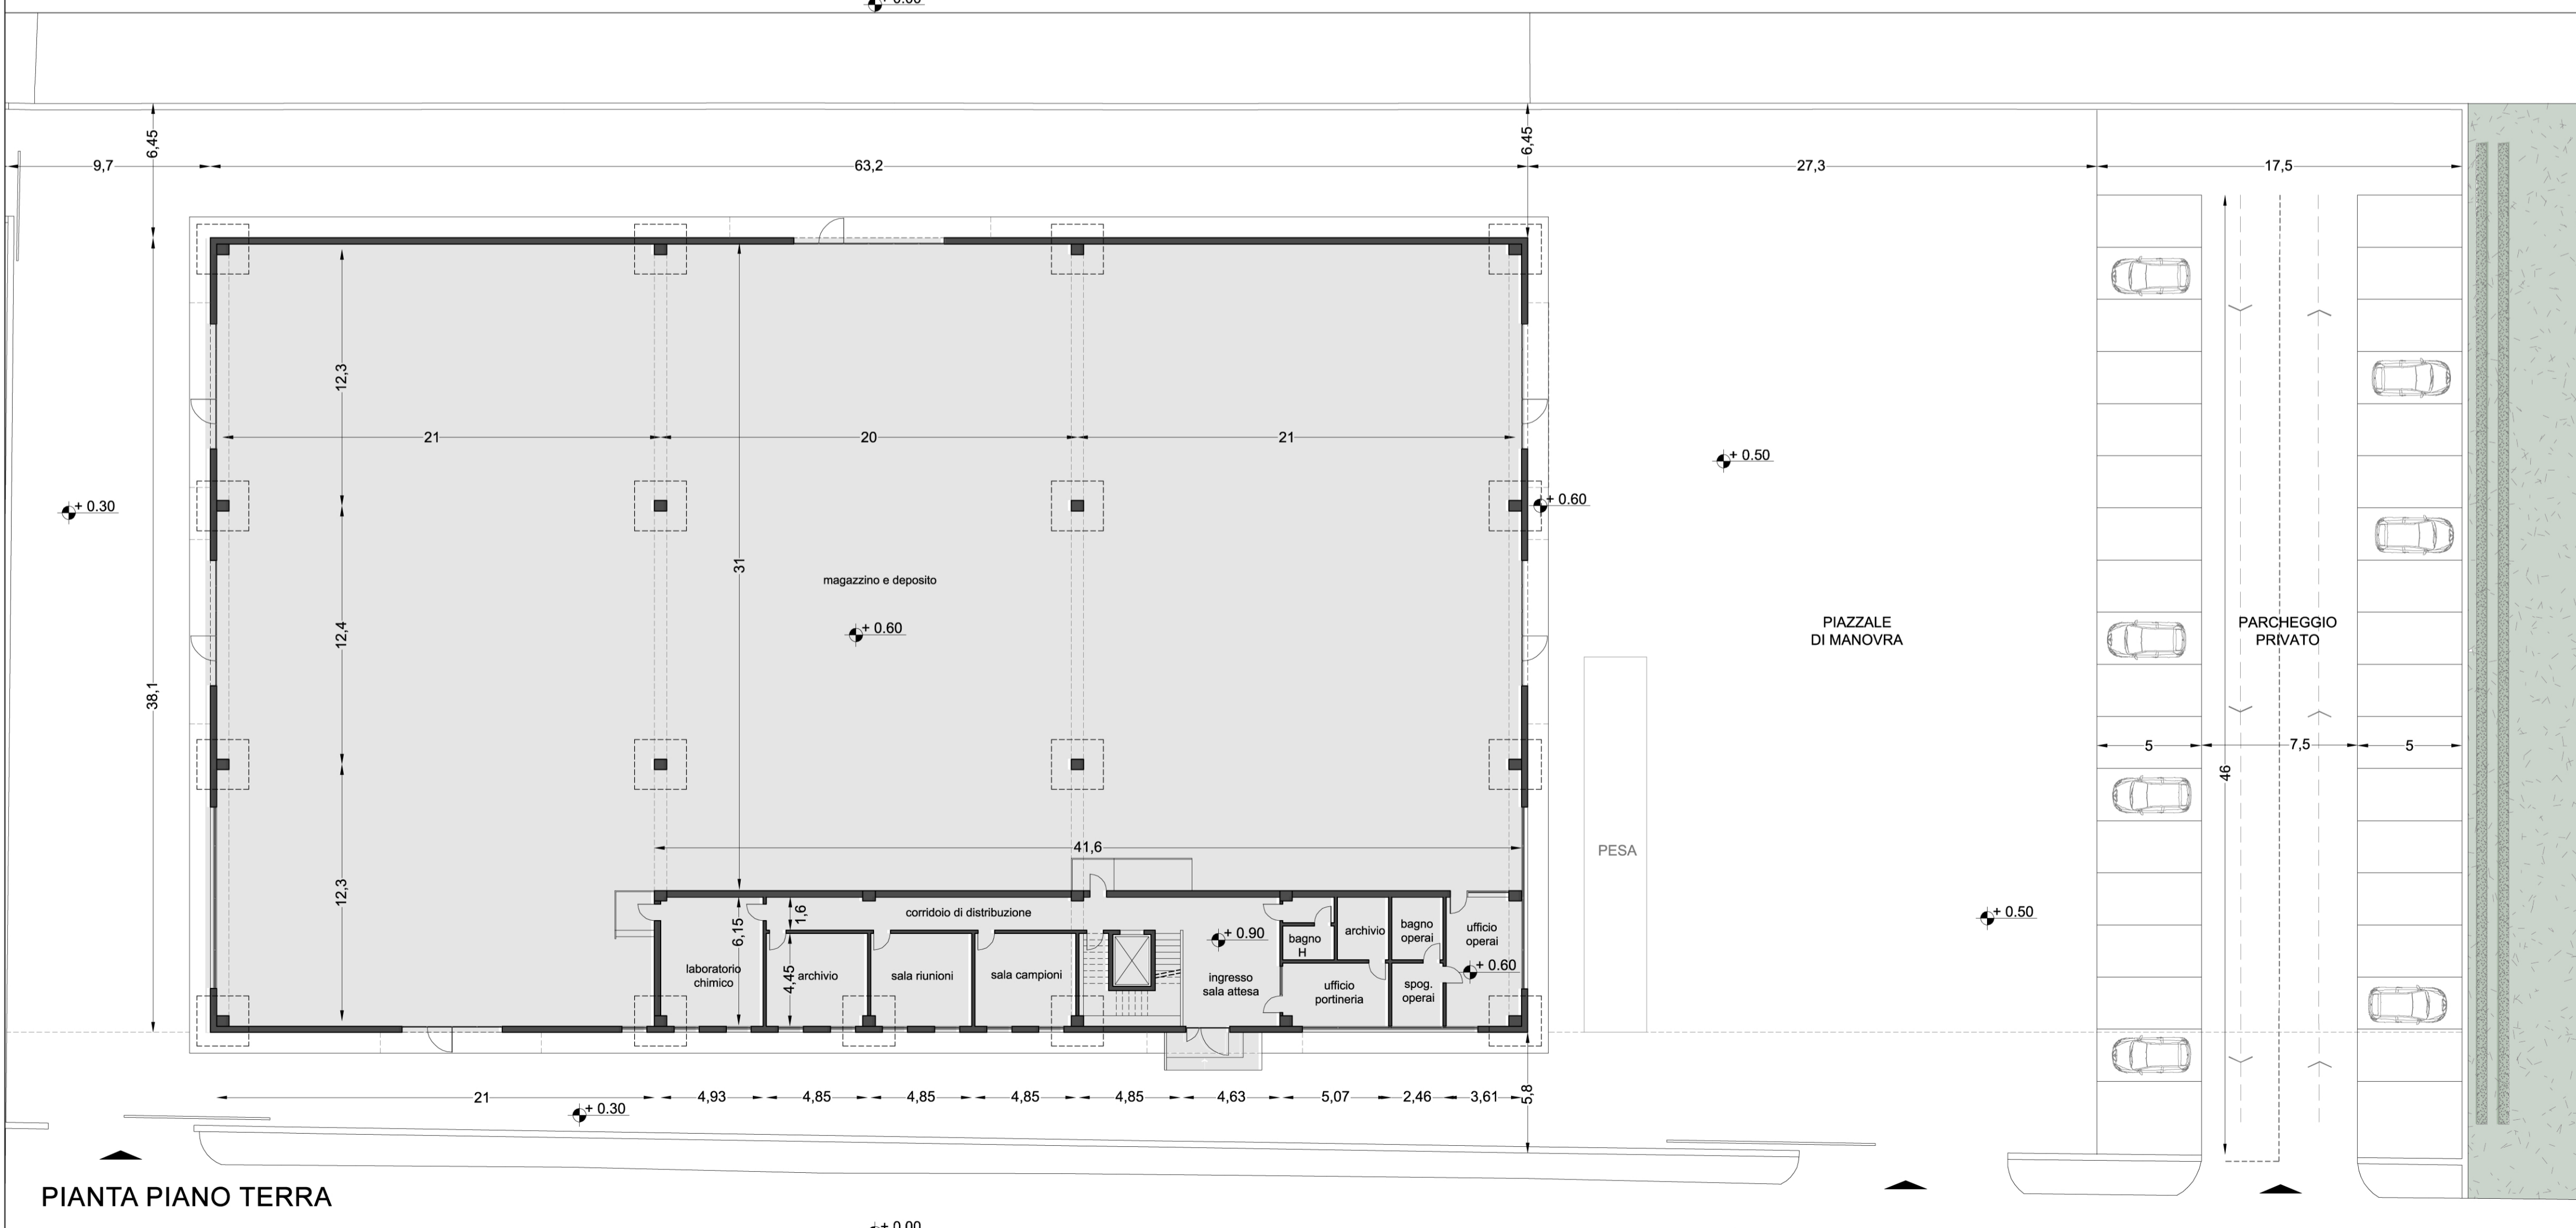 + 0.00
6,45
6,45
9,7
63,2
27,3
17,5
12,3
21
20
21
+ 0.50
+ 0.30
+ 0.60
31
magazzino e deposito
+ 0.60
12,4
PIAZZALE
DI MANOVRA
PARCHEGGIO
PRIVATO
38,1
5
7,5
5
46
41,6
PESA
12,3
1,6
corridoio di distribuzione
6,15
+ 0.90
bagno
H
archivio
bagno
operai
ufficio
operai
+ 0.50
laboratorio
chimico
4,45
archivio
sala riunioni
sala campioni
ingresso
sala attesa
ufficio
portineria
spog.
operai
+ 0.60
21
4,93
4,85
4,85
4,85
4,85
4,63
5,07
2,46
3,61
5,8
+ 0.30
PIANTA PIANO TERRA
+ 0.00